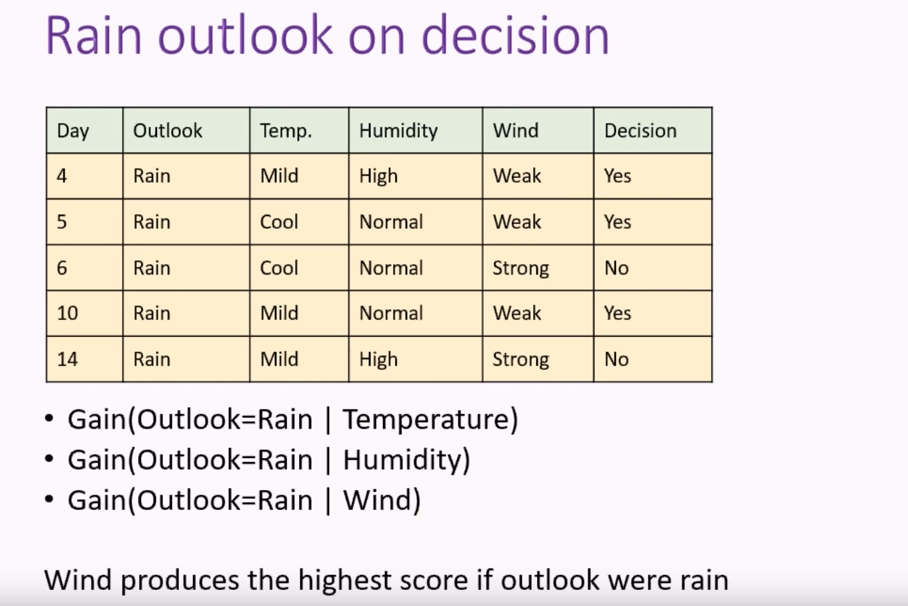 Rain outlook on decision
Day Outlook Temp. Humidity Wind Decision
4 Rain Mild High Weak Yes
5 Rain Cool Normal Weak Yes
6 Rain Cool Normal Strong No
10 Rain Mild Normal Weak Yes
14 Rain Mild High Strong No
• Gain(Outlook=Rain | Temperature)
• Gain(Outlook=Rain | Humidity)
• Gain(Outlook=Rain | Wind)
Wind produces the highest score if outlook were rain